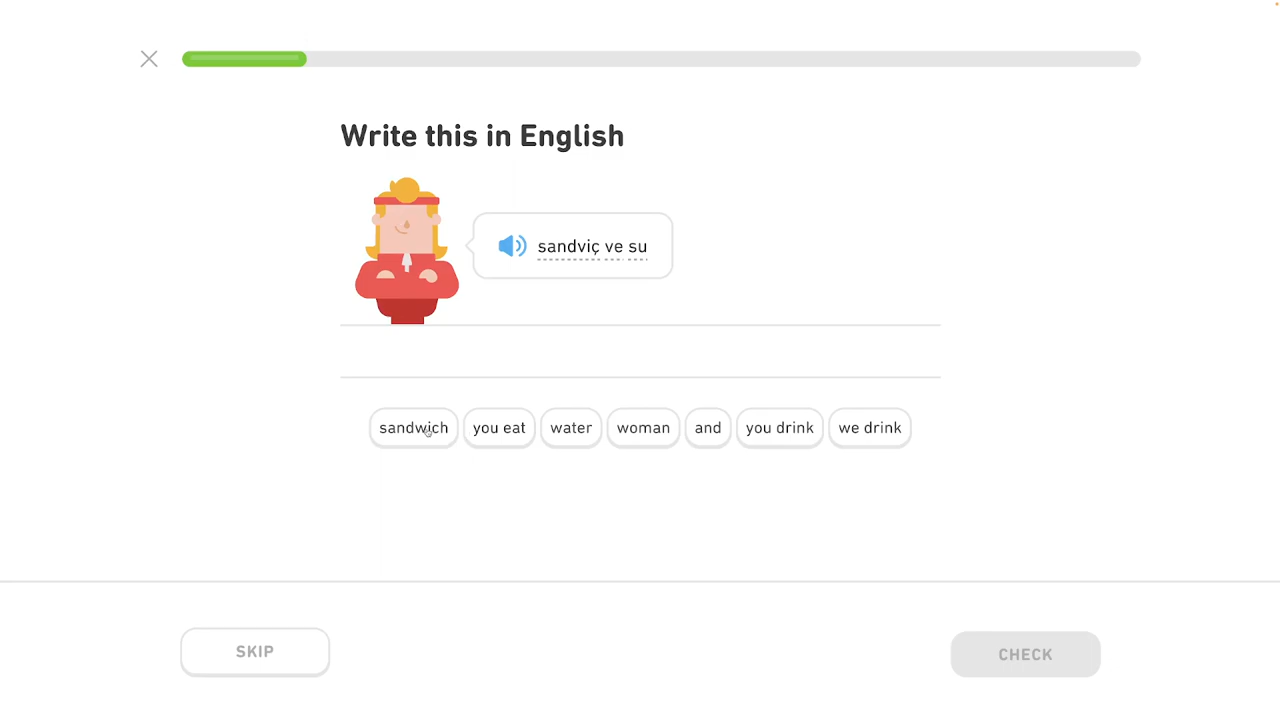 Write this in English
sandviç ve su
sandwich you eat water woman and you drink we drink
SKIP CHECK